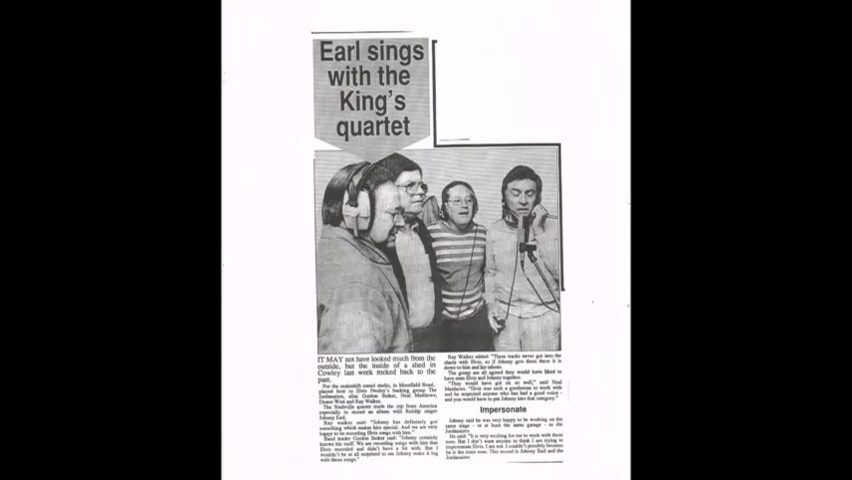 Earl sings
with the
King's
quartet
IT MAY not have looked much from the
outside, but the inside of a shed in
Cowley last week rocked back to the
past.
For the makeshift sound studio, in Road,
played host to Elvis Presley's backing group The
Jordanaires, alias Gordon Stoker, Neal Matthews,
Duane West and Ray Walker.
The Nashville quartet made the trip from America
especially to record an album with Ruislip singer
Johnny Earl.
Ray walker said: "Johnny has definitely got
something which makes him special. And we are very
happy to be recording Elvis songs with him."
Band leader Gordon Stoker said: "Johnny certainly
knows his stuff. We are recording songs with him that
Elvis recorded and didn't have a hit with. But I
wouldn't be at all surprised to see Johnny make it big
with these songs."
Ray Walker added: "These tracks never got into the
charts with Elvis, so if Johnny gets them there it is
down to him and his talents.
The group are all agreed they would have liked to
have seen Elvis and Johnny together.
"They would have got on so well," said Neal
Matthews. "Elvis was such a gentleman to work with
and he respected anyone who has had a good voice -
and you would have to put Johnny into that category."
Impersonate
Johnny said he was very happy to be working on the
same stage - or at least the same garage - as the
Jordanaires.
He said: "It is very exciting for me to work with these
men. But I don't want anyone to think I am trying to
impersonate Elvis. I am not. I couldn't possibly because
he is the main man. This record is Johnny Earl and the
Jordanaires